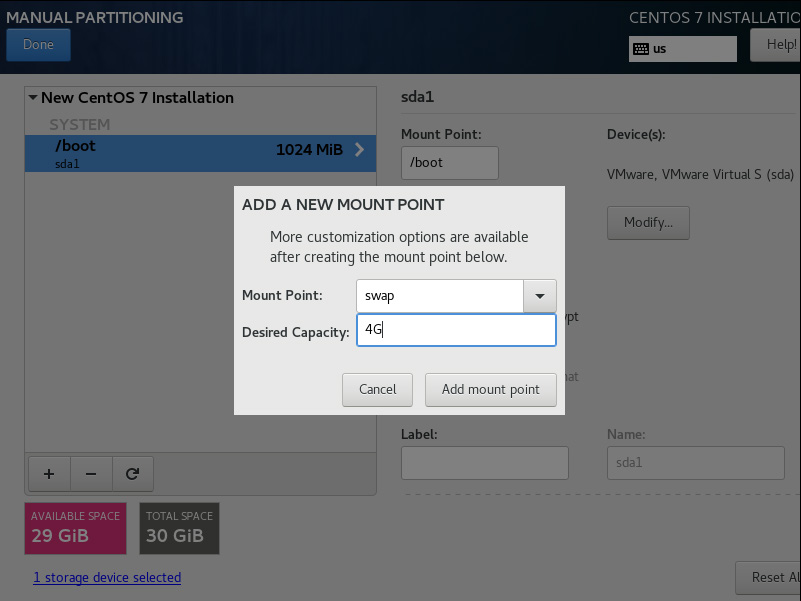 MANUAL PARTITIONING
CENTOS 7 INSTALLATIO
Done
us
Help!
New CentOS 7 Installation
SYSTEM
/boot
1024 MiB
sda1
sda1
Mount Point:
Device(s):
/boot
VMware, VMware Virtual S (sda)
Modify...
ADD A NEW MOUNT POINT
More customization options are available
after creating the mount point below.
Mount Point:
swap
Desired Capacity:
4G
Cancel
Add mount point
Label:
Name:
sda1
+
−
AVAILABLE SPACE
29 GiB
TOTAL SPACE
30 GiB
1 storage device selected
Reset Al